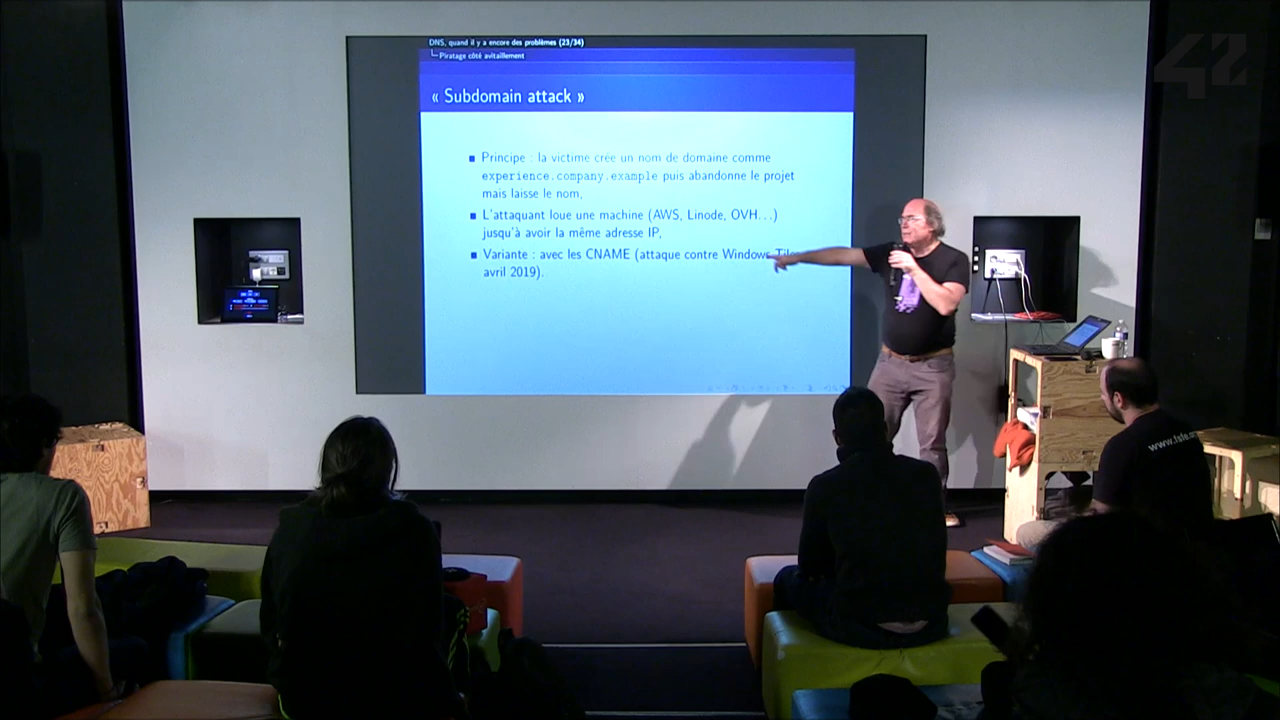 42
DNS, quand il y a encore des problèmes (23/34)
Piratage côté avitaillement
« Subdomain attack »
Principe : la victime crée un nom de domaine comme
experience.company.example puis abandonne le projet
mais laisse le nom,
L'attaquant loue une machine (AWS, Linode, OVH…)
jusqu'à avoir la même adresse IP,
Variante : avec les CNAME (attaque contre Windows
avril 2019).